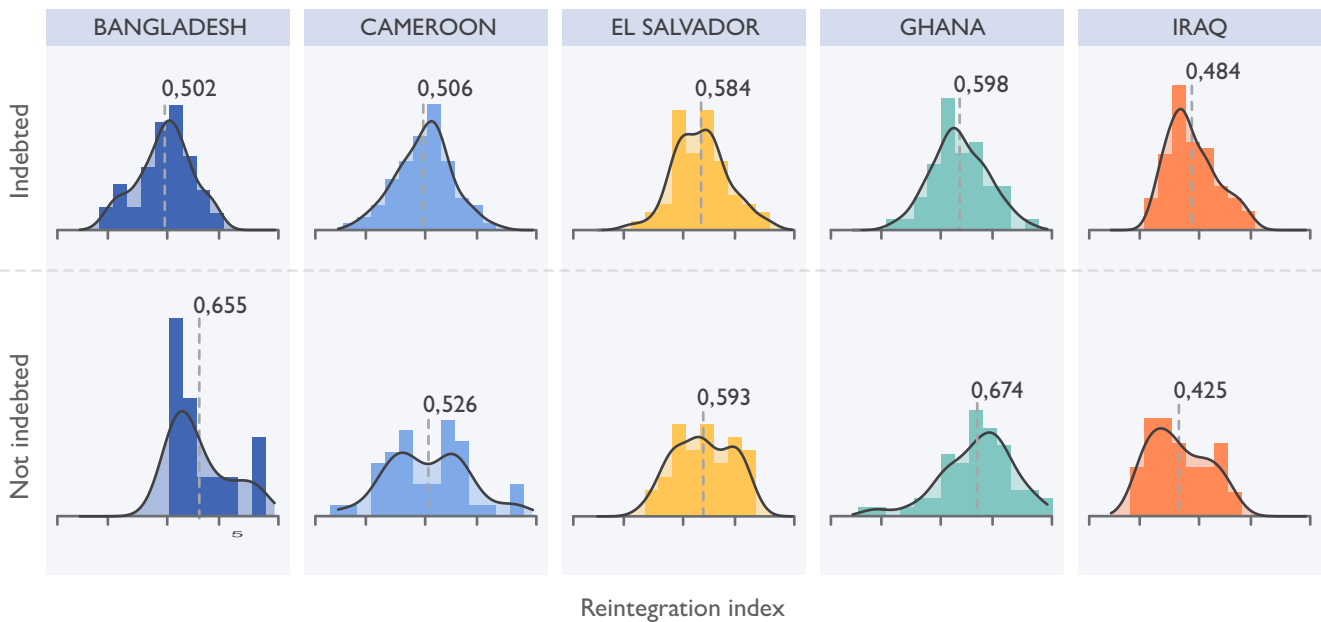 BANGLADESH CAMEROON EL SALVADOR GHANA IRAQ
Indebted
0,502 0,506 0,584 0,598 0,484
Not indebted
0,655 0,526 0,593 0,674 0,425
5
Reintegration index